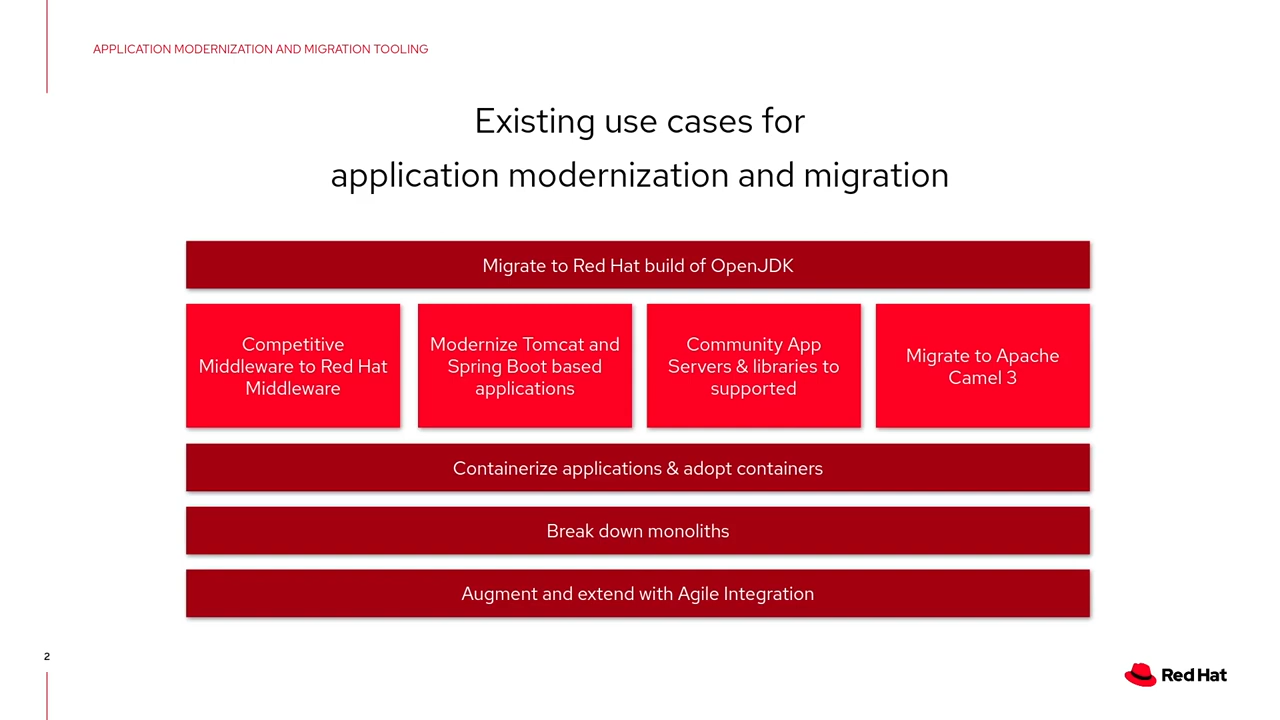 APPLICATION MODERNIZATION AND MIGRATION TOOLING
Existing use cases for
application modernization and migration
Migrate to Red Hat build of OpenJDK
Competitive
Middleware to Red Hat
Middleware
Modernize Tomcat and
Spring Boot based
applications
Community App
Servers & libraries to
supported
Migrate to Apache
Camel 3
Containerize applications & adopt containers
Break down monoliths
Augment and extend with Agile Integration
2
Red Hat